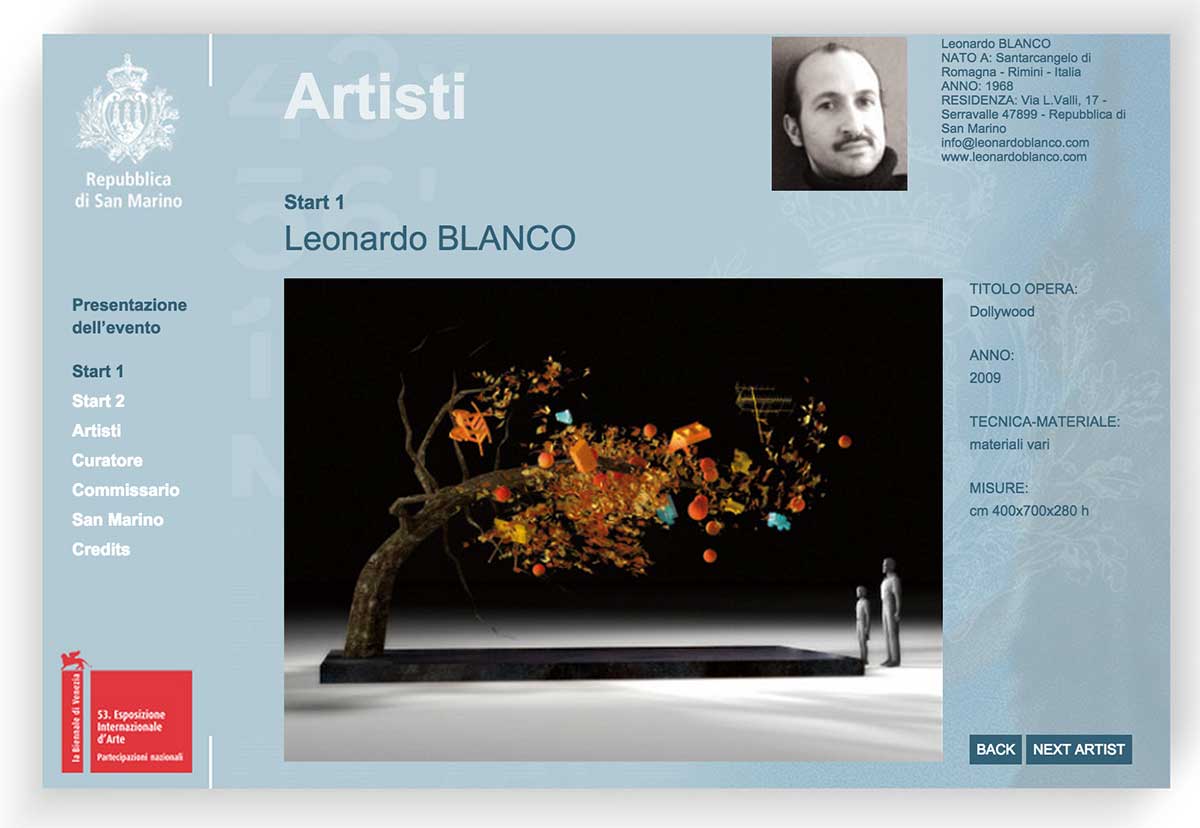 Repubblica
di San Marino
Artisti
Leonardo BLANCO
NATO A: Santarcangelo di
Romagna - Rimini - Italia
ANNO: 1968
RESIDENZA: Via L.Valli, 17 -
Serravalle 47899 - Repubblica di
San Marino
info@leonardoblanco.com
www.leonardoblanco.com
Start 1
Leonardo BLANCO
Presentazione
dell’evento
Start 1
Start 2
Artisti
Curatore
Commissario
San Marino
Credits
TITOLO OPERA:
Dollywood
ANNO:
2009
TECNICA-MATERIALE:
materiali vari
MISURE:
cm 400x700x280 h
la Biennale di Venezia
53. Esposizione
Internazionale
d’Arte
Partecipazioni nazionali
BACK
NEXT ARTIST